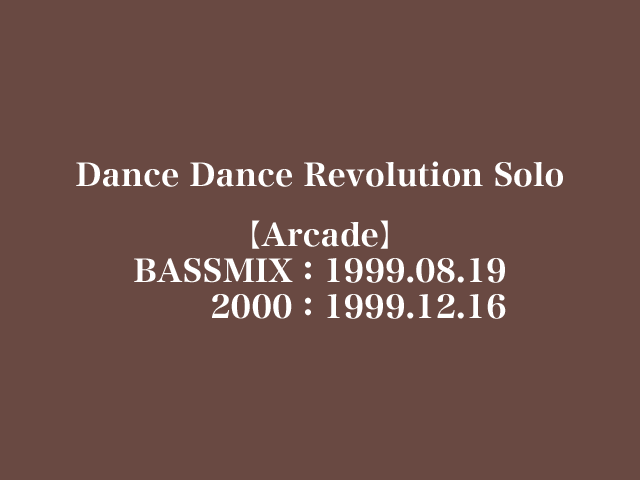 Dance Dance Revolution Solo
【Arcade】
BASSMIX：1999.08.19
2000：1999.12.16